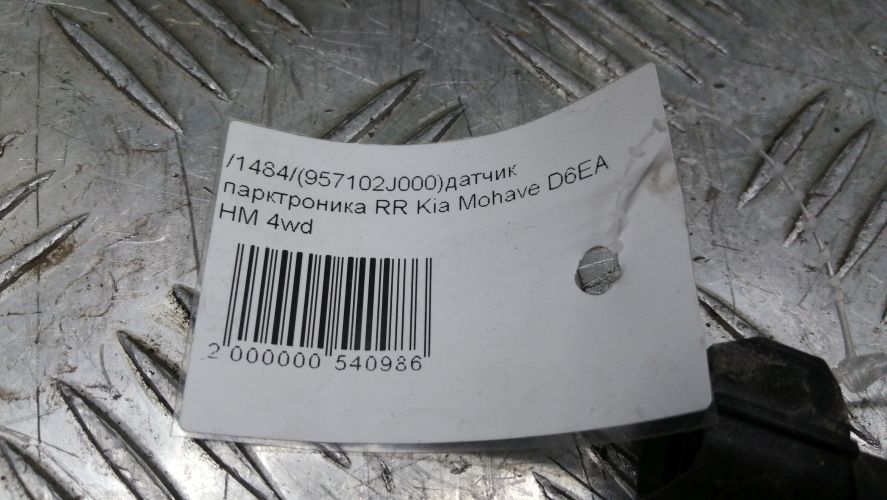 /1484/(957102J000)датчик
парктроника RR Kia Mohave D6EA
HM 4wd
2 000000 540986